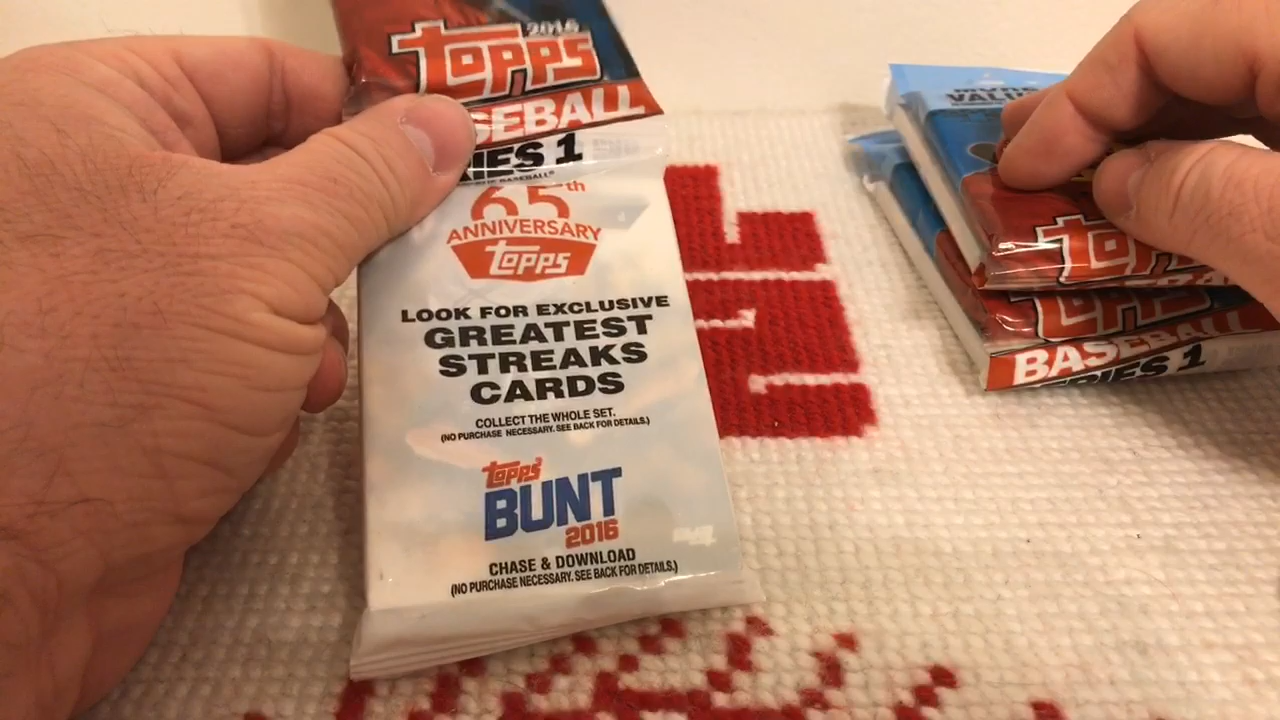 2016
TOPPS
SEBALL
IES 1
65th
ANNIVERSARY
Topps
LOOK FOR EXCLUSIVE
GREATEST
STREAKS
CARDS
COLLECT THE WHOLE SET.
(NO PURCHASE NECESSARY. SEE BACK FOR DETAILS.)
Topps
BUNT
2016
CHASE & DOWNLOAD
(NO PURCHASE NECESSARY. SEE BACK FOR DETAILS.)
TOPPS
BASEBALL
SERIES 1